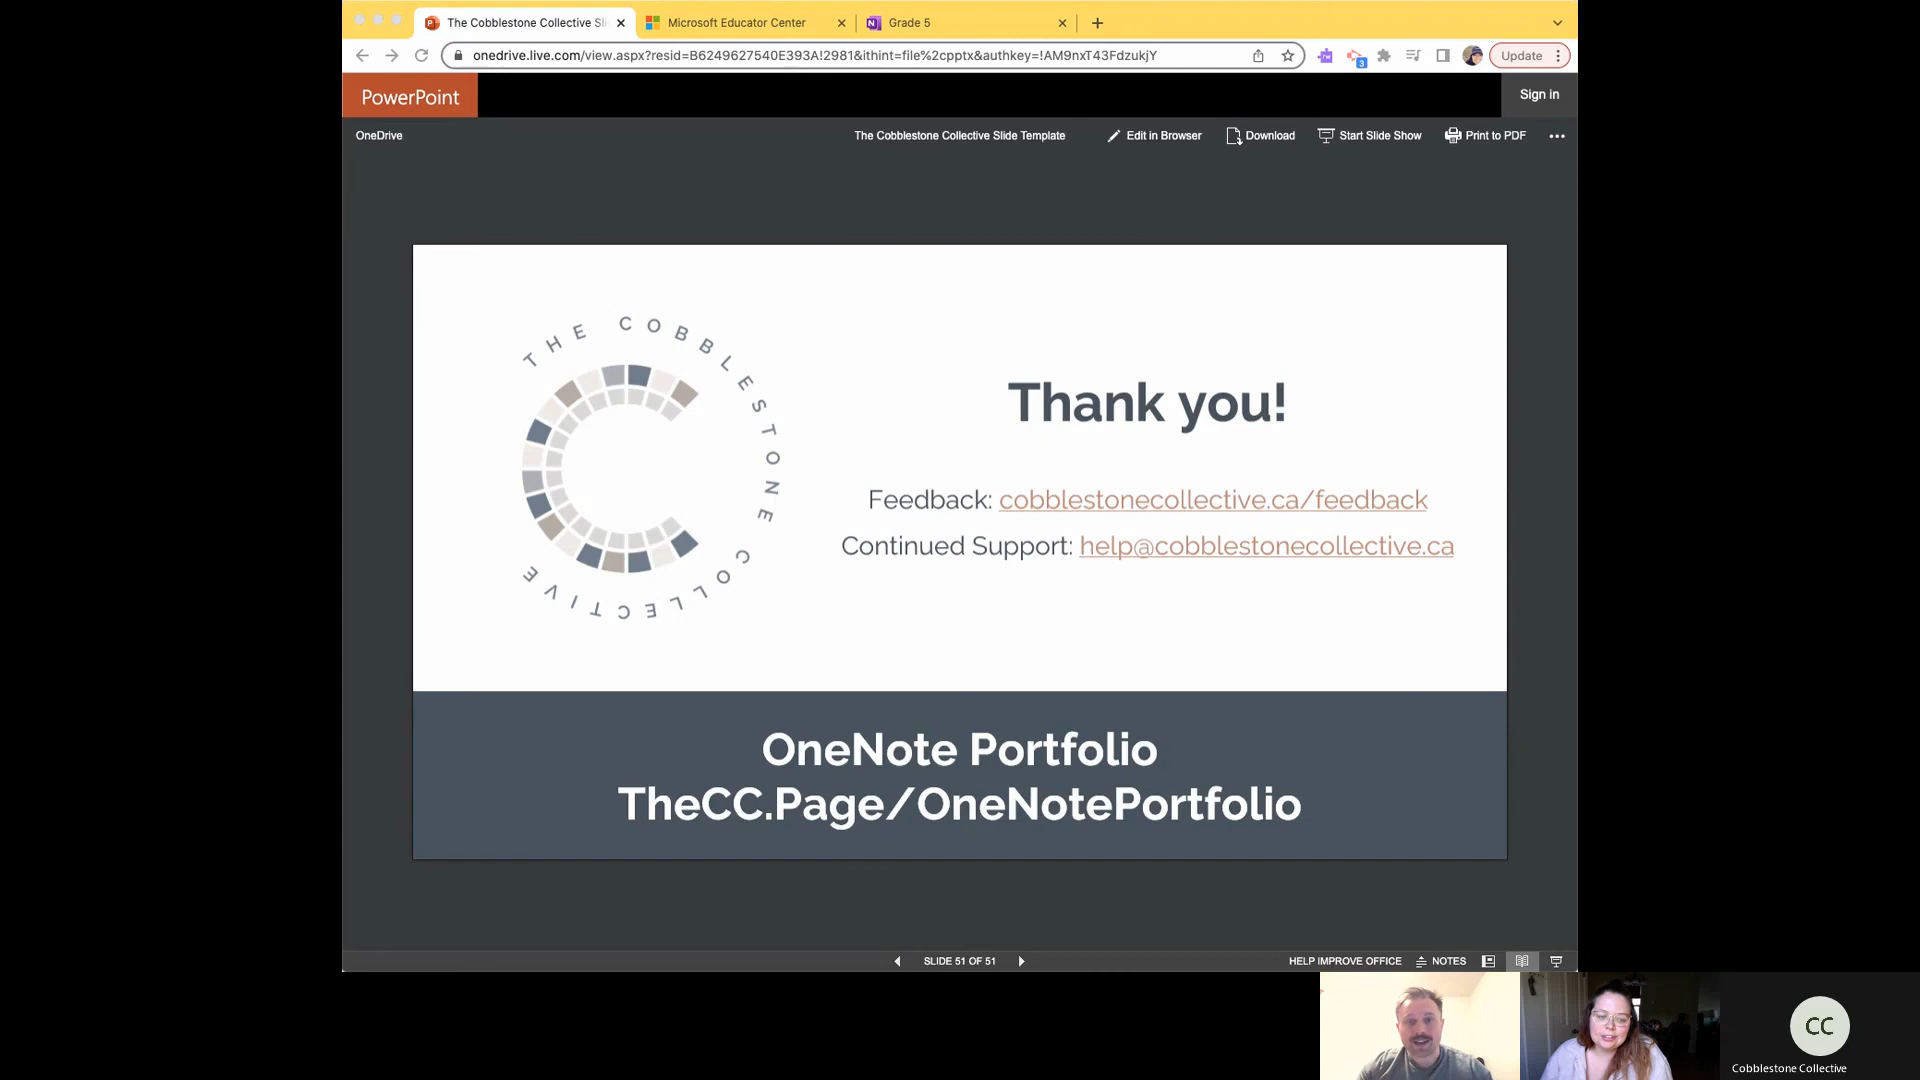 The Cobblestone Collective Sli
Microsoft Educator Center
Grade 5
onedrive.live.com/view.aspx?resid=B6249627540E393A!2981&ithint=file%2cpptx&authkey=!AM9nxT43FdzukjY
3
Update
PowerPoint
Sign in
OneDrive
The Cobblestone Collective Slide Template
Edit in Browser
Download
Start Slide Show
Print to PDF
THE COBBLESTONE COLLECTIVE
Thank you!
Feedback: cobblestonecollective.ca/feedback
Continued Support: help@cobblestonecollective.ca
OneNote Portfolio
TheCC.Page/OneNotePortfolio
SLIDE 51 OF 51
HELP IMPROVE OFFICE
NOTES
CC
Cobblestone Collective